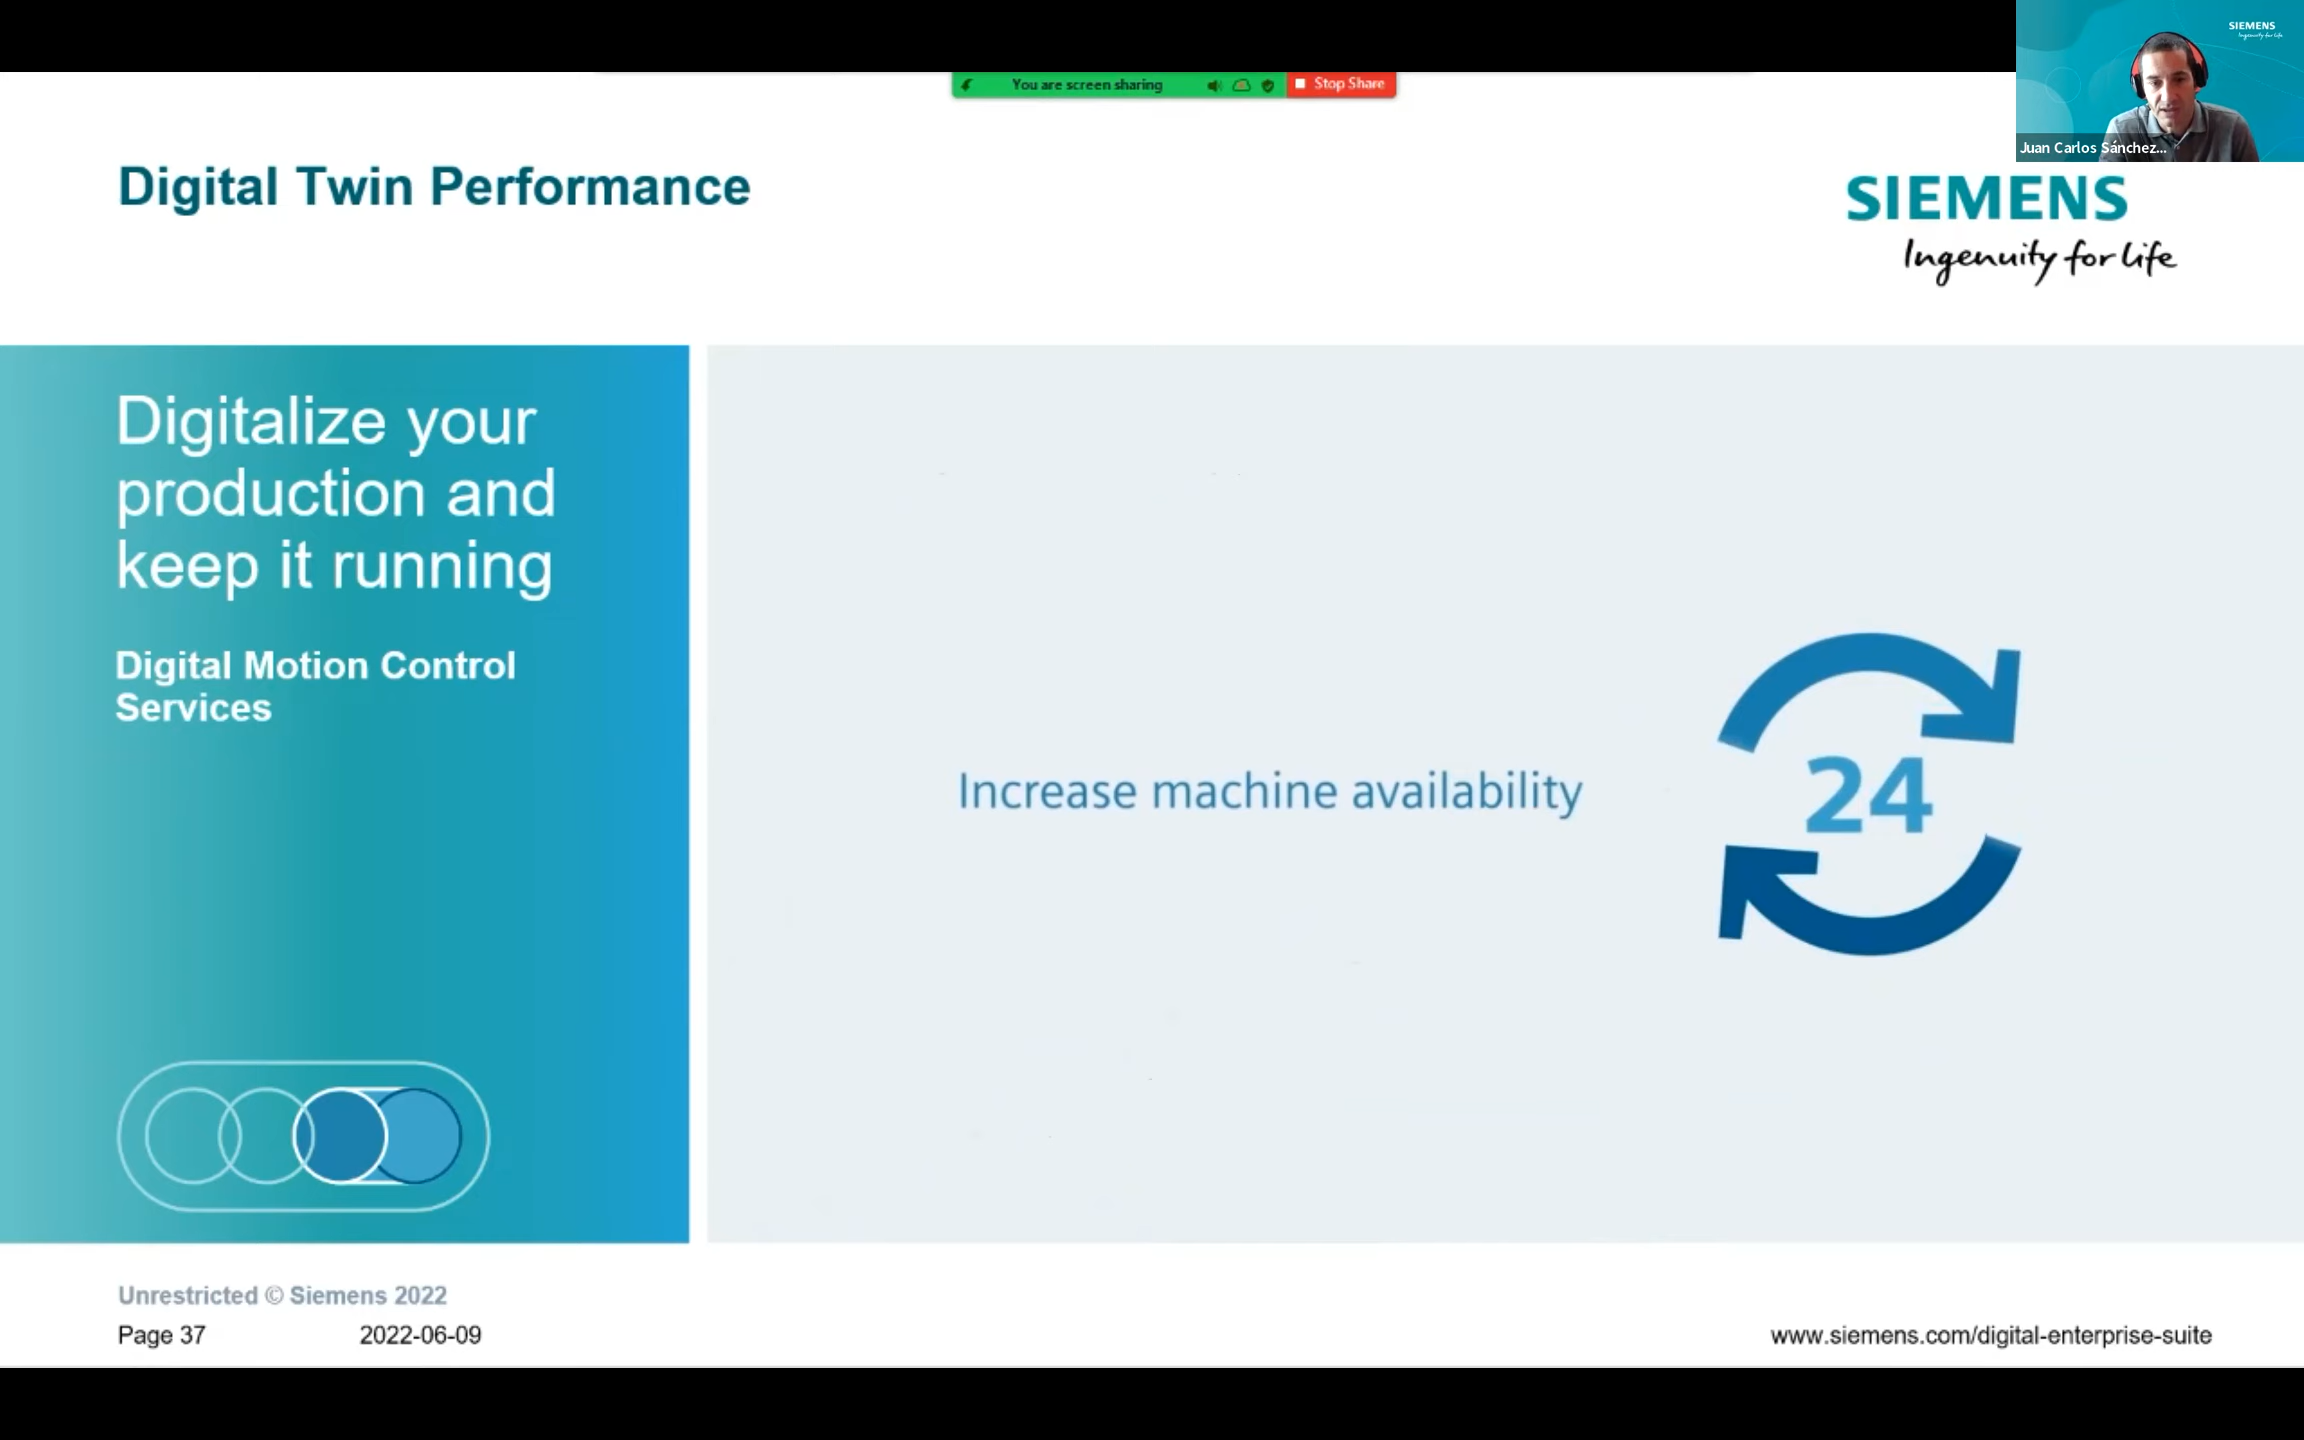 You are screen sharing
Stop Share
SIEMENS
Ingenuity for life
Juan Carlos Sánchez...
Digital Twin Performance
SIEMENS
Ingenuity for life
Digitalize your
production and
keep it running
Digital Motion Control
Services
Increase machine availability
24
Unrestricted © Siemens 2022
Page 37
2022-06-09
www.siemens.com/digital-enterprise-suite